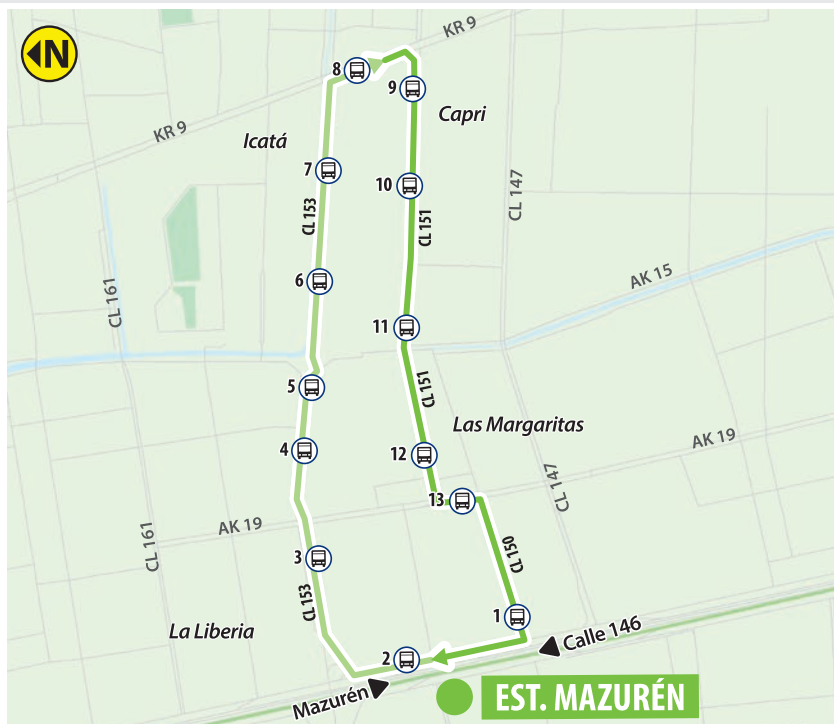 N
KR 9
8
9
Capri
KR 9
Icatá
7
10
CL 147
CL 153
CL 151
6
AK 15
CL 161
11
5
CL 151
Las Margaritas
4
12
AK 19
13
CL 147
AK 19
CL 161
3
CL 150
CL 153
1
La Liberia
Calle 146
2
Mazurén
EST. MAZURÉN